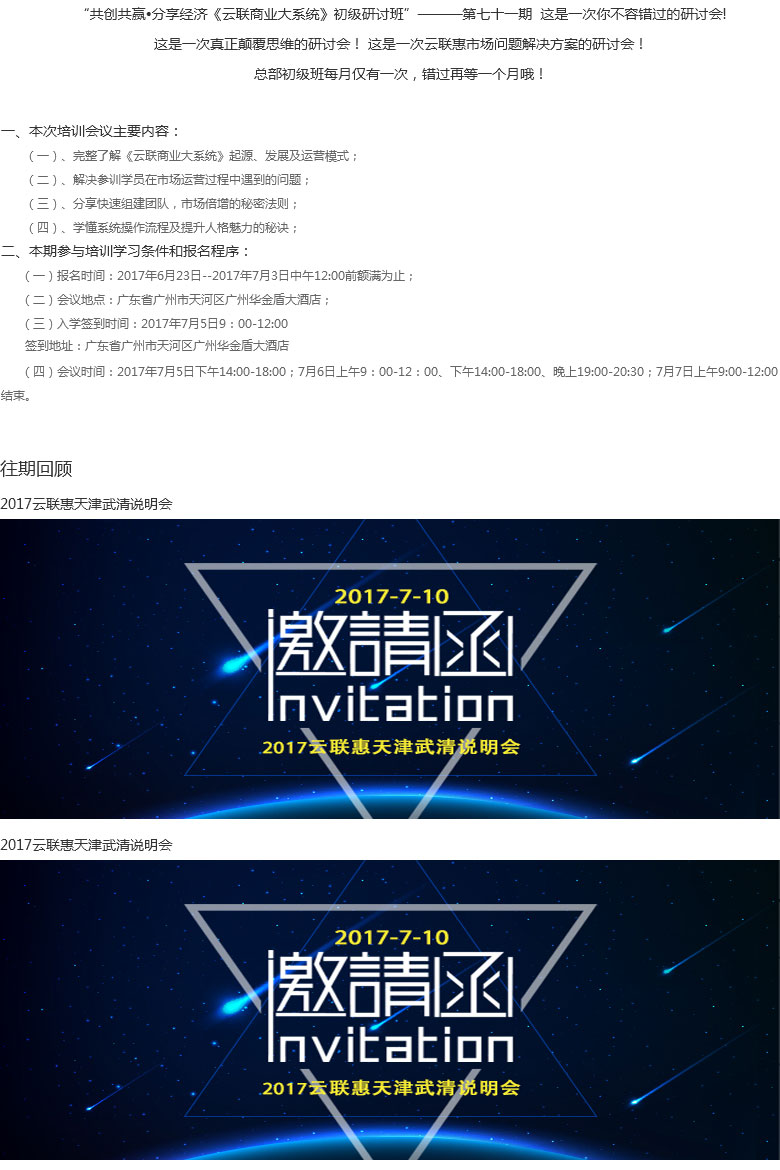 “共创共赢•分享经济《云联商业大系统》初级研讨班”———第七十一期  这是一次你不容错过的研讨会!
这是一次真正颠覆思维的研讨会！ 这是一次云联惠市场问题解决方案的研讨会！
总部初级班每月仅有一次，错过再等一个月哦！
一、本次培训会议主要内容：
（一）、完整了解《云联商业大系统》起源、发展及运营模式；
（二）、解决参训学员在市场运营过程中遇到的问题；
（三）、分享快速组建团队，市场倍增的秘密法则；
（四）、学懂系统操作流程及提升人格魅力的秘诀；
二、本期参与培训学习条件和报名程序：
（一）报名时间：2017年6月23日--2017年7月3日中午12:00前额满为止；
（二）会议地点：广东省广州市天河区广州华金盾大酒店；
（三）入学签到时间：2017年7月5日9：00-12:00
签到地址：广东省广州市天河区广州华金盾大酒店
（四）会议时间：2017年7月5日下午14:00-18:00；7月6日上午9：00-12：00、下午14:00-18:00、晚上19:00-20:30；7月7日上午9:00-12:00
结束。
往期回顾
2017云联惠天津武清说明会
2017-7-10
邀請函
Invitation
2017云联惠天津武清说明会
2017云联惠天津武清说明会
2017-7-10
邀請函
Invitation
2017云联惠天津武清说明会